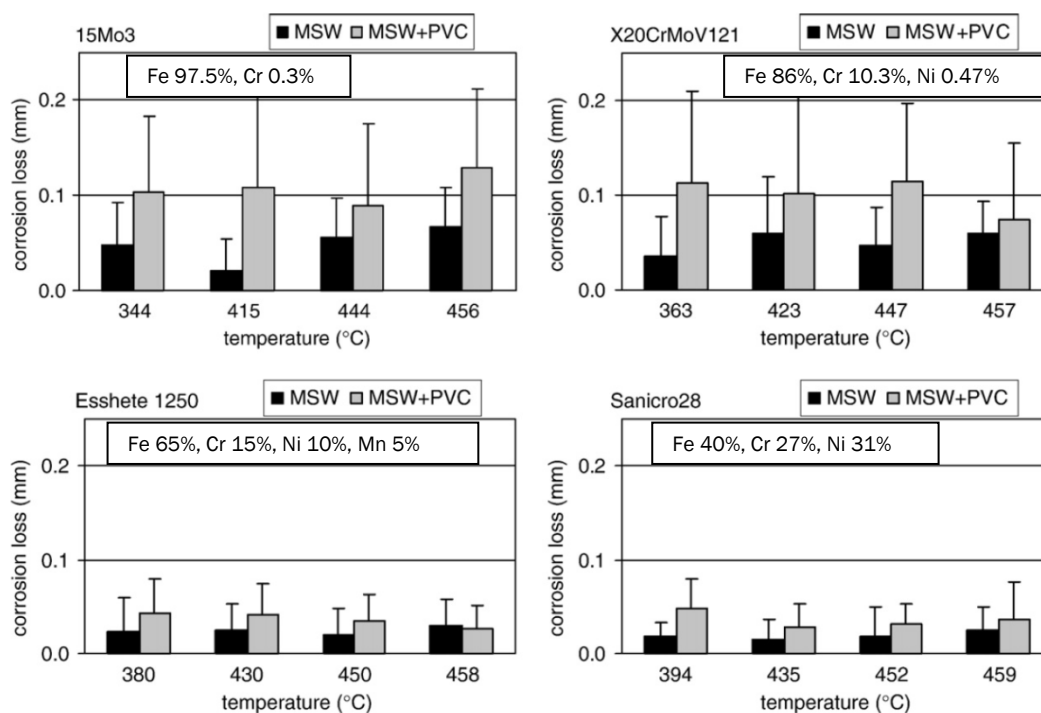 15Mo3
MSW MSW+PVC
Fe 97.5%, Cr 0.3%
corrosion loss (mm)
0.2
0.1
0.0
344 415 444 456
temperature (°C)
X20CrMoV121
MSW MSW+PVC
Fe 86%, Cr 10.3%, Ni 0.47%
corrosion loss (mm)
0.2
0.1
0.0
363 423 447 457
temperature (°C)
Esshete 1250
MSW MSW+PVC
Fe 65%, Cr 15%, Ni 10%, Mn 5%
corrosion loss (mm)
0.2
0.1
0.0
380 430 450 458
temperature (°C)
Sanicro28
MSW MSW+PVC
Fe 40%, Cr 27%, Ni 31%
corrosion loss (mm)
0.2
0.1
0.0
394 435 452 459
temperature (°C)